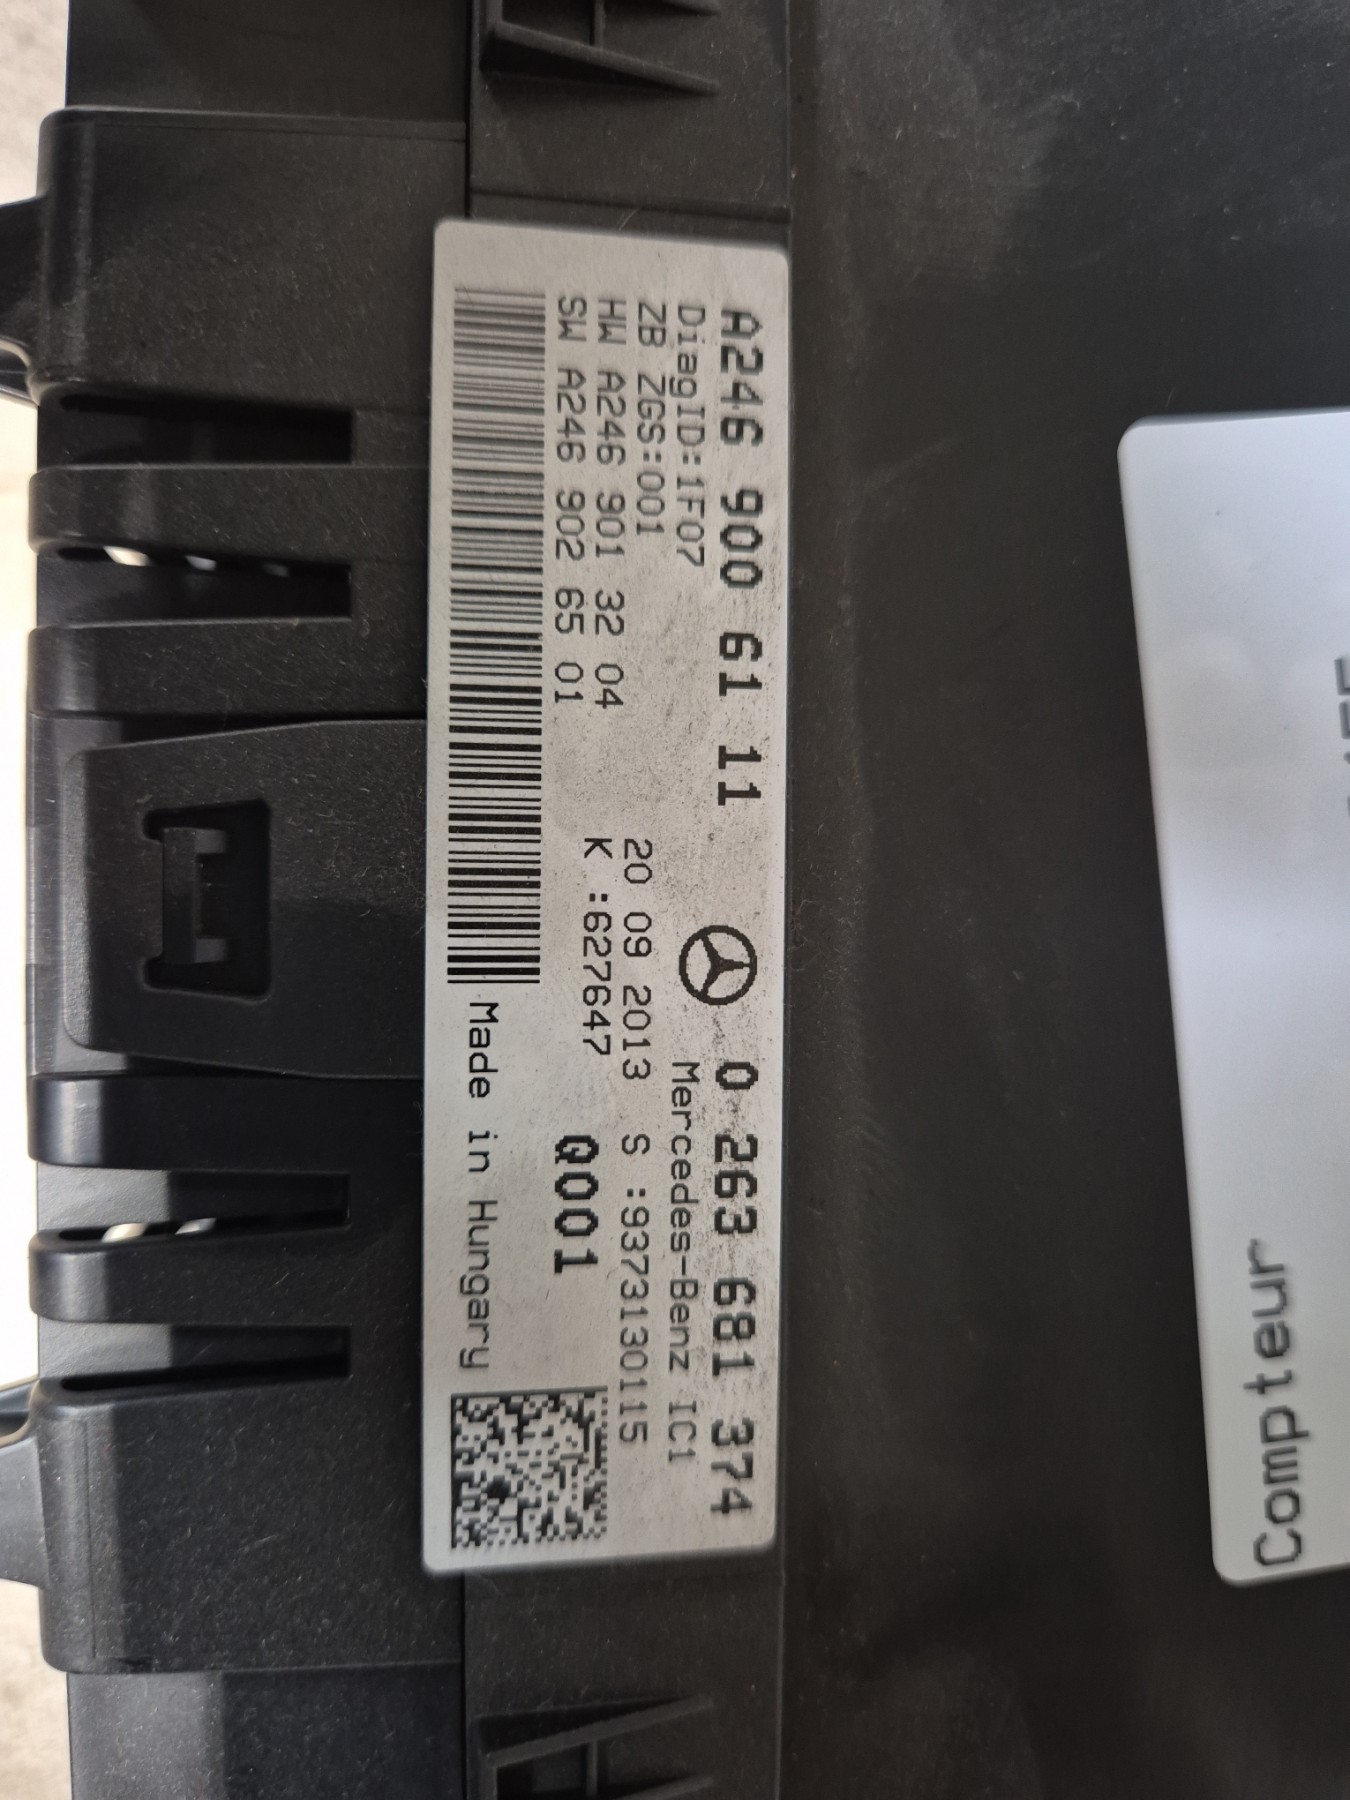 A246 900 61 11
0 263 681 374
DiagID:1F07
Mercedes-Benz IC1
ZB ZGS:001
20 09 2013 S :9373130115
HW A246 901 32 04
K :627647
SW A246 902 65 01
Q001
Made in Hungary
Compteur